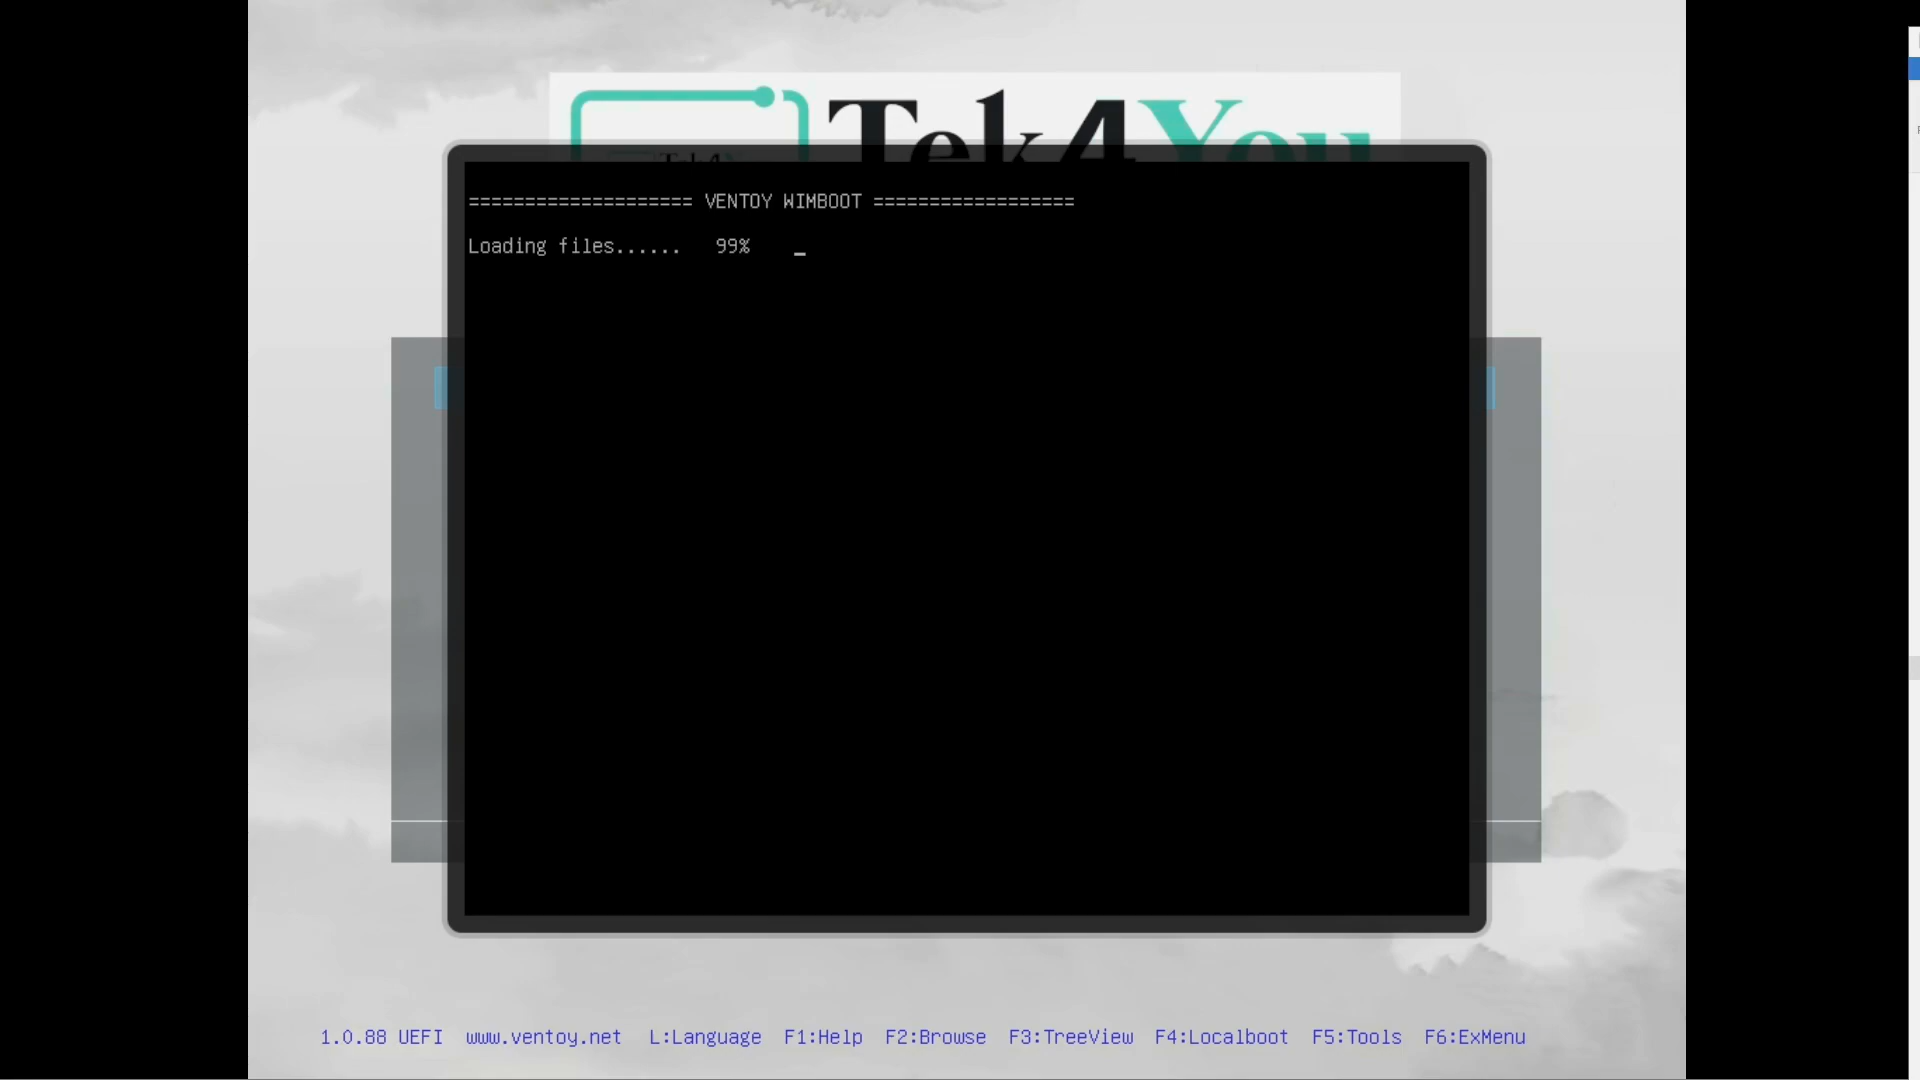 Tek4You
=================== VENTOY WIMBOOT ==================
Loading files...... 99% _
1.0.88 UEFI www.ventoy.net L:Language F1:Help F2:Browse F3:TreeView F4:Localboot F5:Tools F6:ExMenu